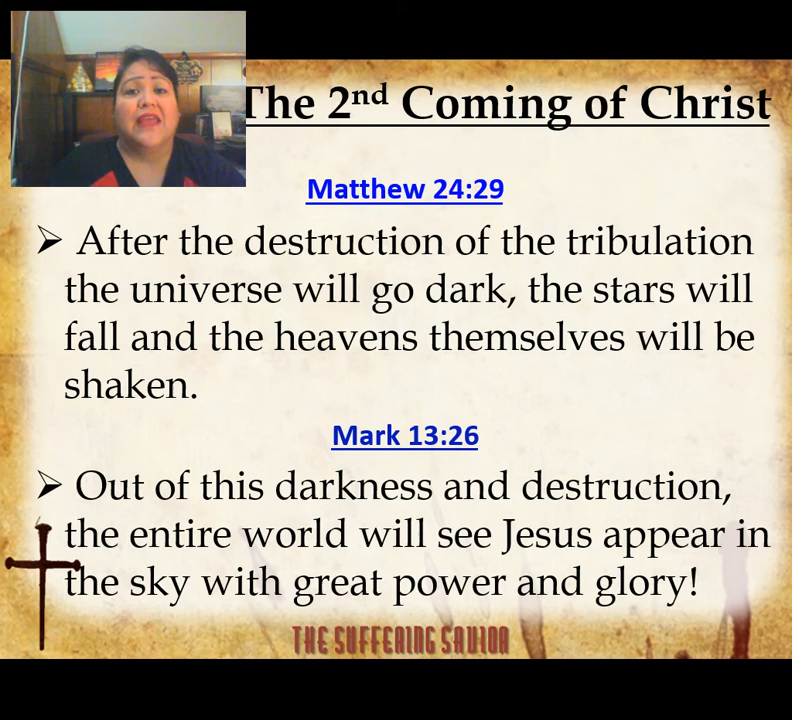 The 2nd Coming of Christ
Matthew 24:29
➢ After the destruction of the tribulation
the universe will go dark, the stars will
fall and the heavens themselves will be
shaken.
Mark 13:26
➢ Out of this darkness and destruction,
the entire world will see Jesus appear in
the sky with great power and glory!
THE SUFFERING SAVIOR